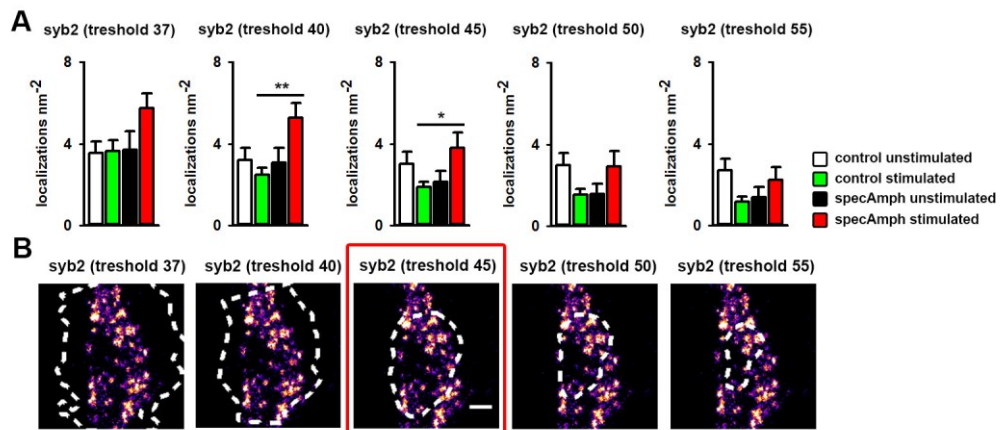 A
syb2 (treshold 37) syb2 (treshold 40) syb2 (treshold 45) syb2 (treshold 50) syb2 (treshold 55)
localizations nm-2
8
4
0
localizations nm-2
8
4
0
**
localizations nm-2
8
4
0
*
localizations nm-2
8
4
0
localizations nm-2
8
4
0
control unstimulated
control stimulated
specAmph unstimulated
specAmph stimulated
B
syb2 (treshold 37) syb2 (treshold 40) syb2 (treshold 45) syb2 (treshold 50) syb2 (treshold 55)